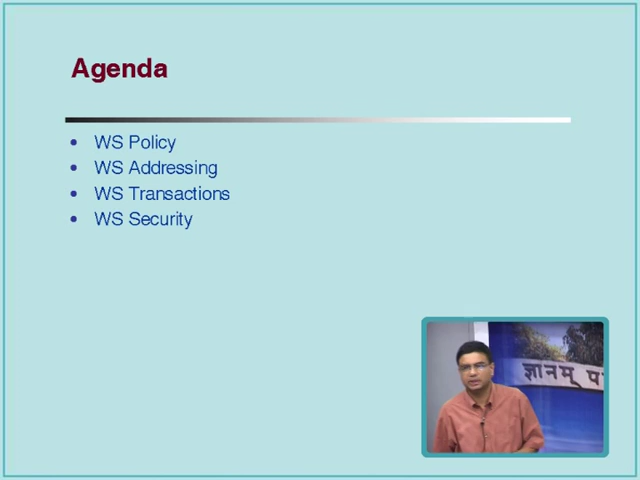 Agenda
WS Policy
WS Addressing
WS Transactions
WS Security
ज्ञानम् प